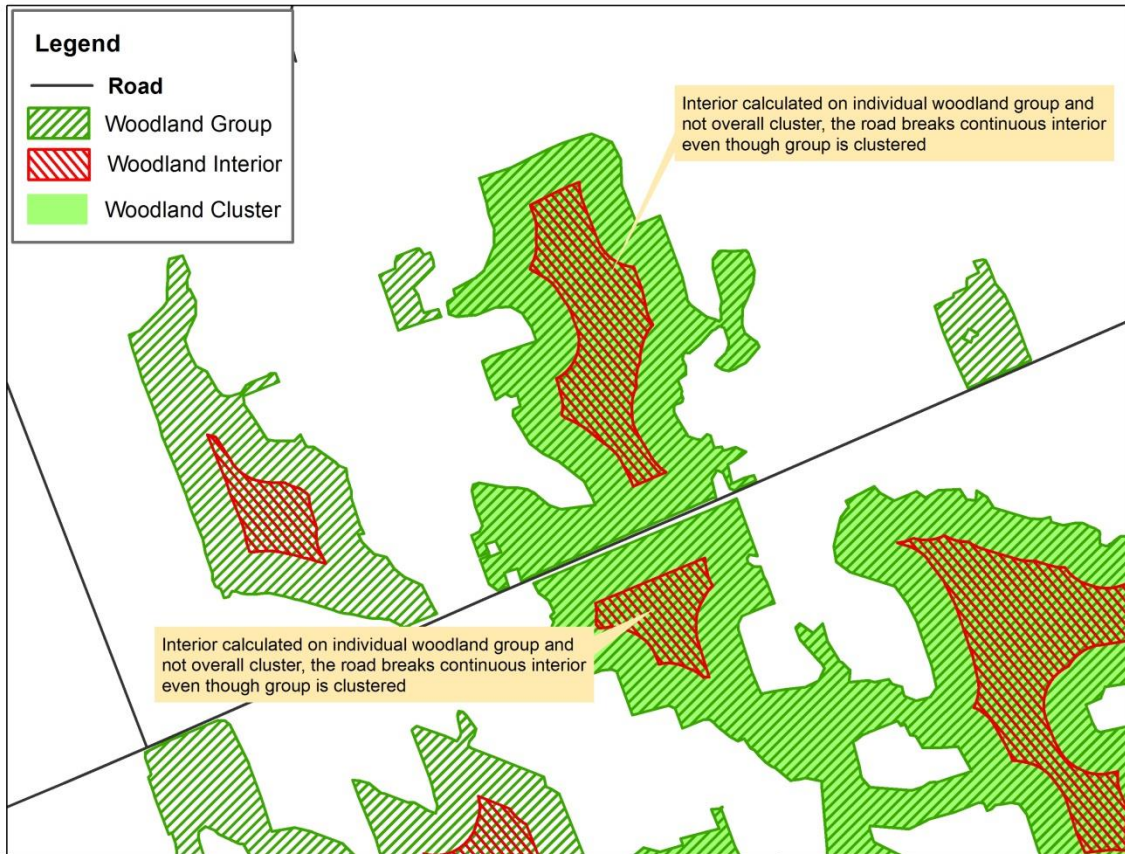 Legend
Road
Woodland Group
Woodland Interior
Woodland Cluster
Interior calculated on individual woodland group and
not overall cluster, the road breaks continuous interior
even though group is clustered
Interior calculated on individual woodland group and
not overall cluster, the road breaks continuous interior
even though group is clustered